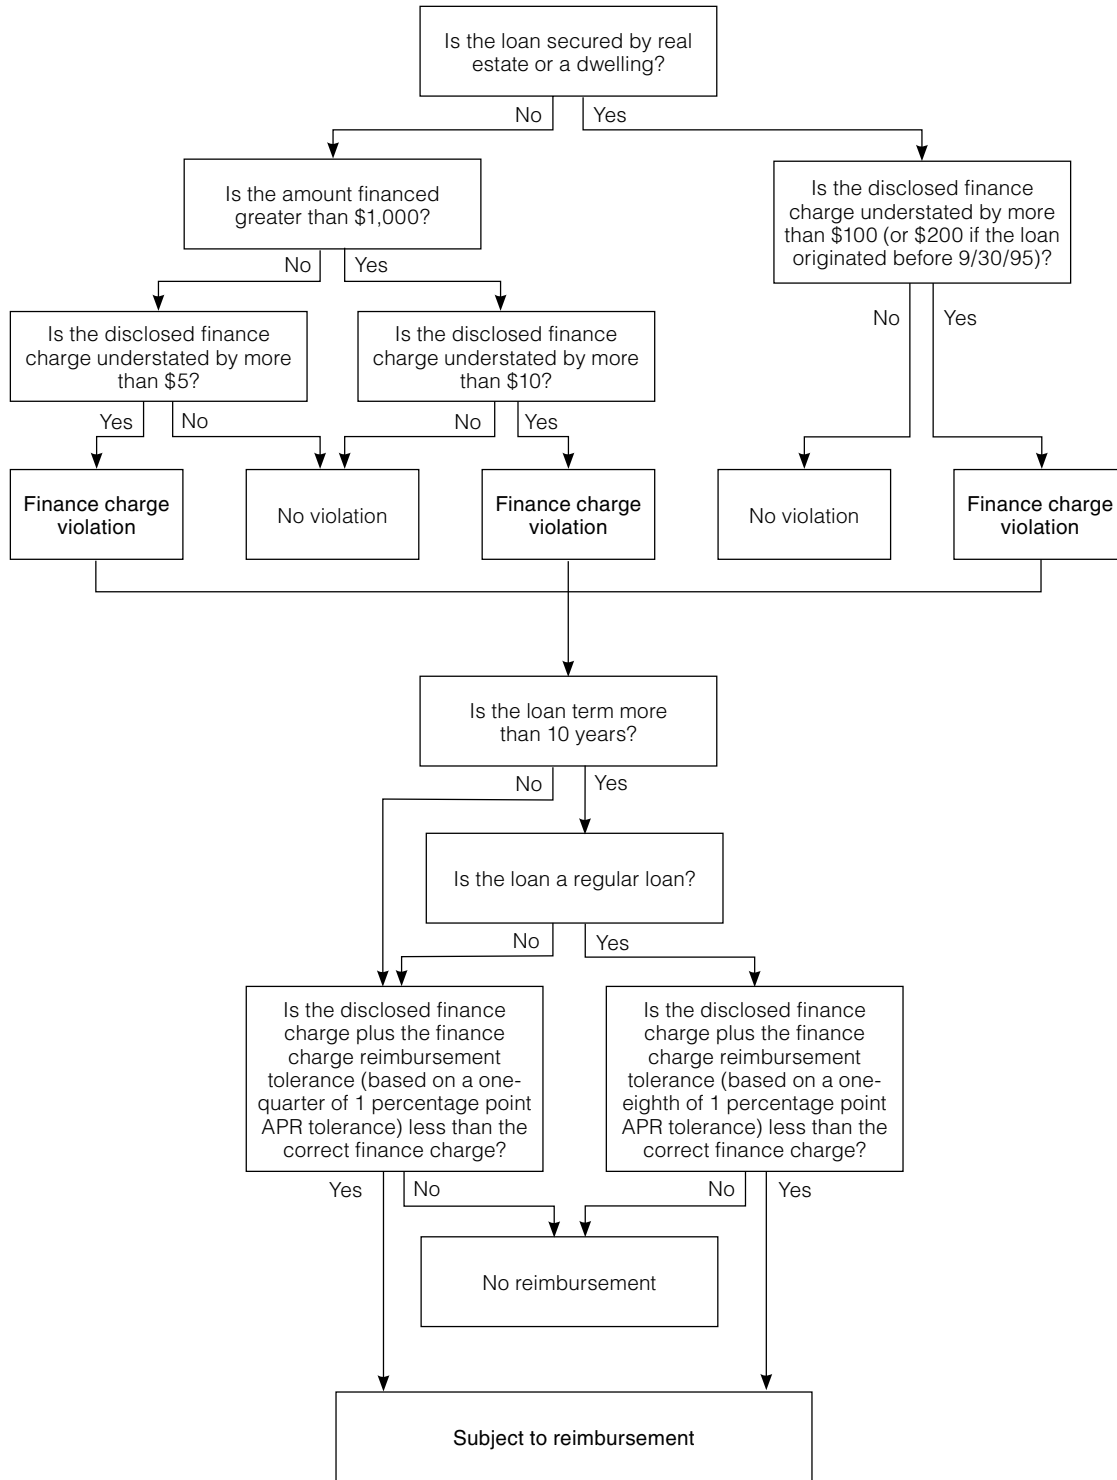 Is the loan secured by real
estate or a dwelling?
No
Yes
Is the amount financed
greater than $1,000?
Is the disclosed finance
charge understated by more
than $100 (or $200 if the loan
originated before 9/30/95)?
No
Yes
Is the disclosed finance
charge understated by more
than $5?
Is the disclosed finance
charge understated by more
than $10?
No
Yes
Yes
No
No
Yes
Finance charge
violation
No violation
Finance charge
violation
No violation
Finance charge
violation
Is the loan term more
than 10 years?
No
Yes
Is the loan a regular loan?
No
Yes
Is the disclosed finance
charge plus the finance
charge reimbursement
tolerance (based on a one-
quarter of 1 percentage point
APR tolerance) less than the
correct finance charge?
Is the disclosed finance
charge plus the finance
charge reimbursement
tolerance (based on a one-
eighth of 1 percentage point
APR tolerance) less than the
correct finance charge?
Yes
No
No
Yes
No reimbursement
Subject to reimbursement